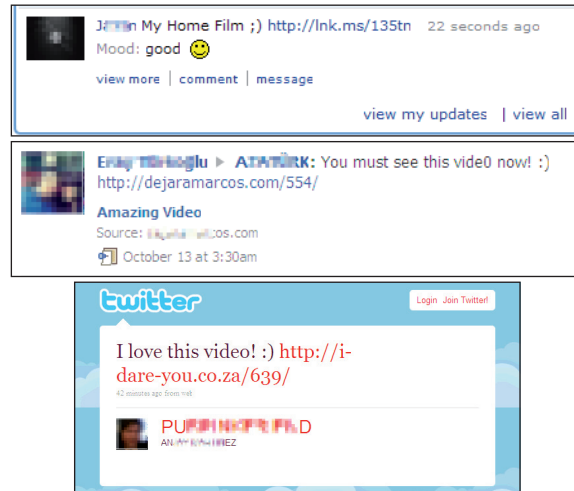 My Home Film ;) http://lnk.ms/135tn 22 seconds ago
Mood: good
view more | comment | message
view my updates | view all
You must see this vide0 now! :)
http://dejaramarcos.com/554/
Amazing Video
Source: cos.com
October 13 at 3:30am
twitter
Login Join Twitter!
I love this video! :) http://i-
dare-you.co.za/639/
42 minutes ago from web